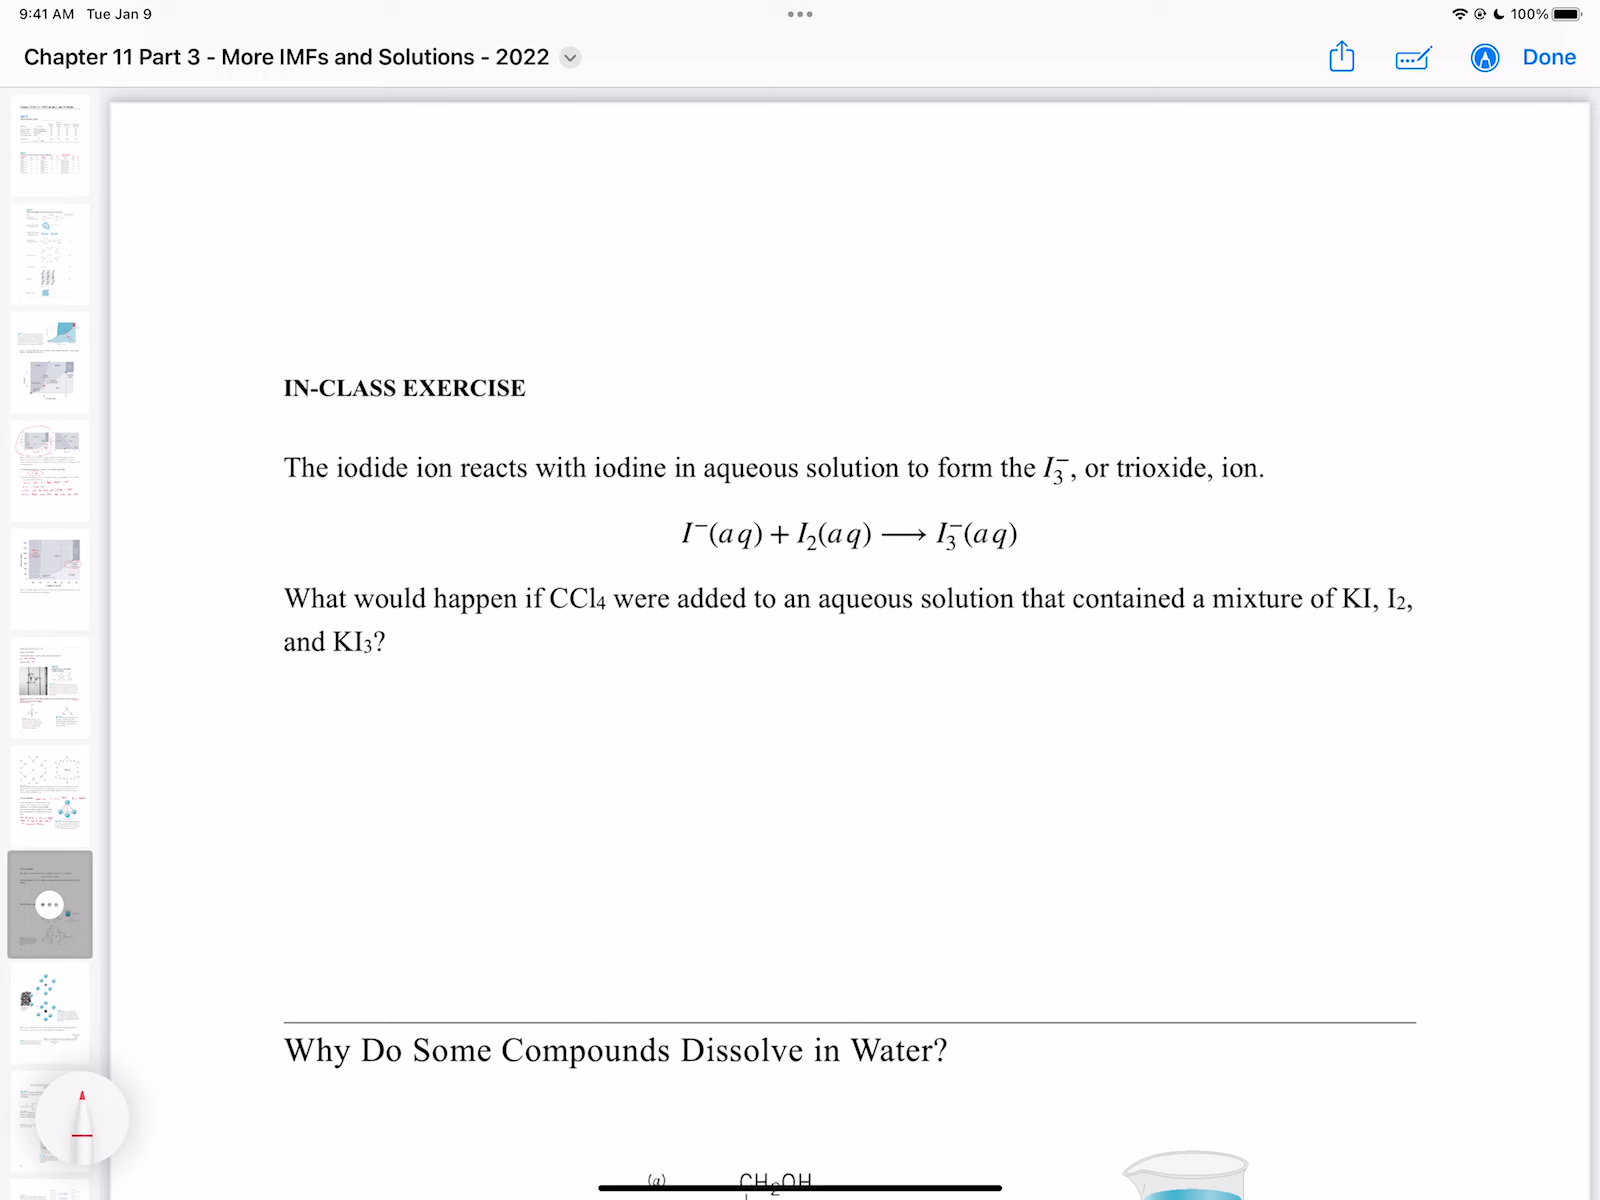 9:41 AM Tue Jan 9
100%
Chapter 11 Part 3 - More IMFs and Solutions - 2022
Done
IN-CLASS EXERCISE
The iodide ion reacts with iodine in aqueous solution to form the I₃⁻, or trioxide, ion.
I⁻(aq) + I₂(aq) ⟶ I₃⁻(aq)
What would happen if CCl₄ were added to an aqueous solution that contained a mixture of KI, I₂,
and KI₃?
Why Do Some Compounds Dissolve in Water?
(a) CH₂OH